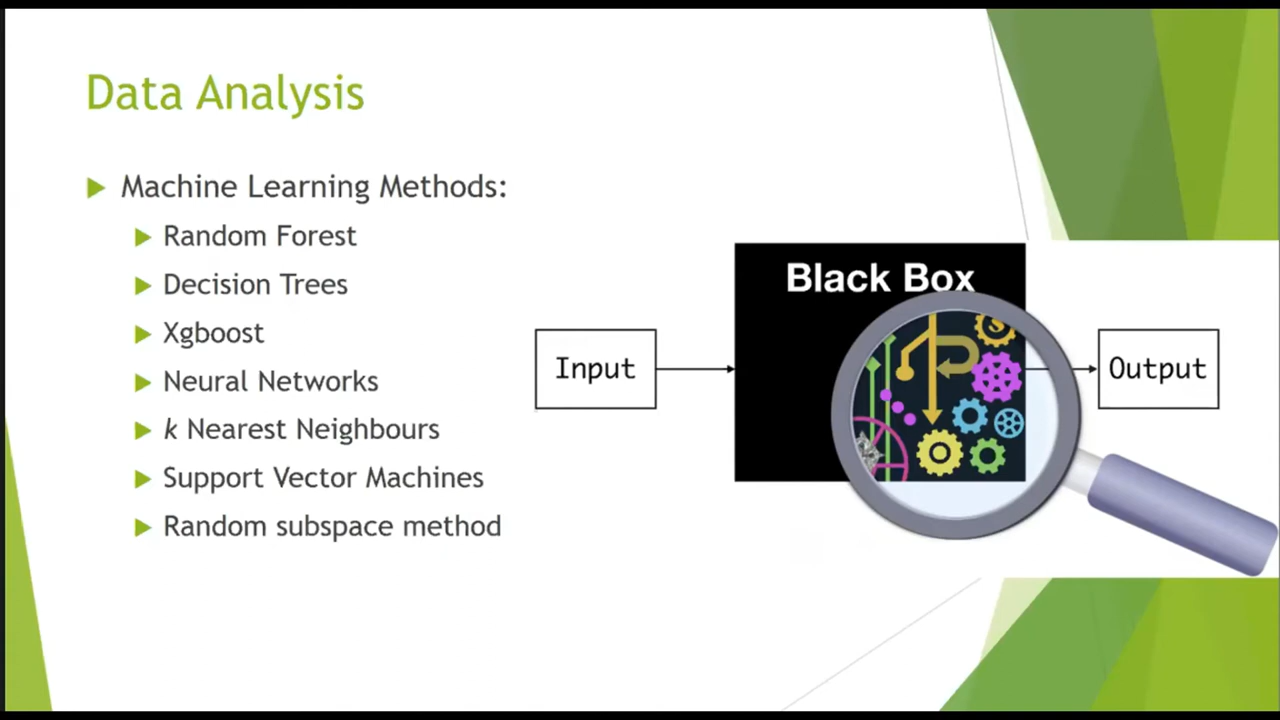 Data Analysis
Machine Learning Methods:
Random Forest
Decision Trees
Xgboost
Neural Networks
k Nearest Neighbours
Support Vector Machines
Random subspace method
Black Box
Input
Output